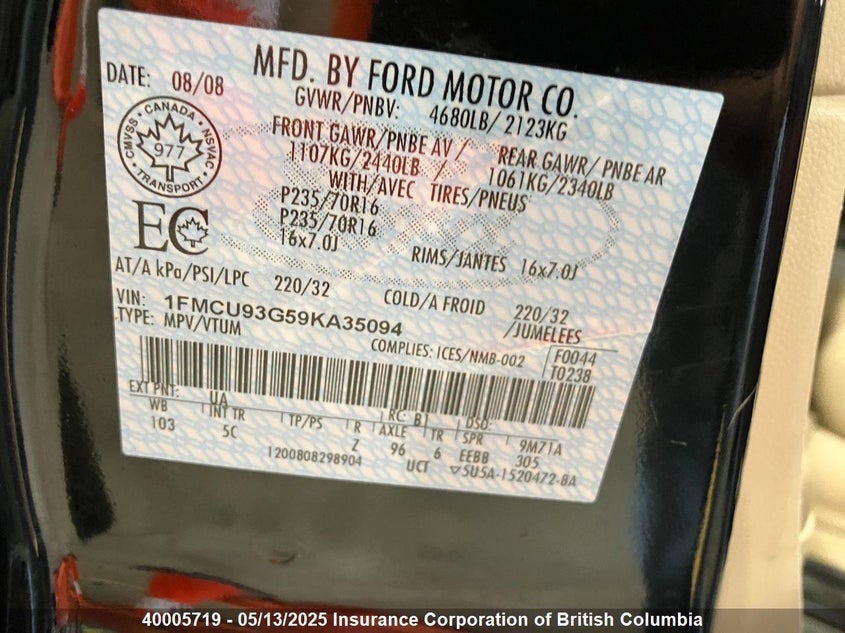 MFD. BY FORD MOTOR CO.
DATE: 08/08
GVWR/PNBV: 4680LB/ 2123KG
CANADA
CMVSS
NSVAC
977
TRANSPORT
FRONT GAWR/PNBE AV / REAR GAWR/ PNBE AR
1107KG/2440LB / 1061KG/2340LB
WITH/AVEC TIRES/PNEUS
P235/70R16
P235/70R16
16x7.0J RIMS/JANTES 16x7.0J
EC
AT/A kPa/PSI/LPC 220/32 COLD/A FROID 220/32
/JUMELEES
VIN: 1FMCU93G59KA35094
TYPE: MPV/VTUM
COMPLIES: ICES/NMB-002
F0044
T0238
EXT PNT: UA RC: B1 DSO:
WB INT TR TP/PS R AXLE TR SPR 9M71A
103 5C Z 96 6 EEBB 305
1200808298904 UCT ▽5U5A-1520472-BA
40005719 - 05/13/2025 Insurance Corporation of British Columbia